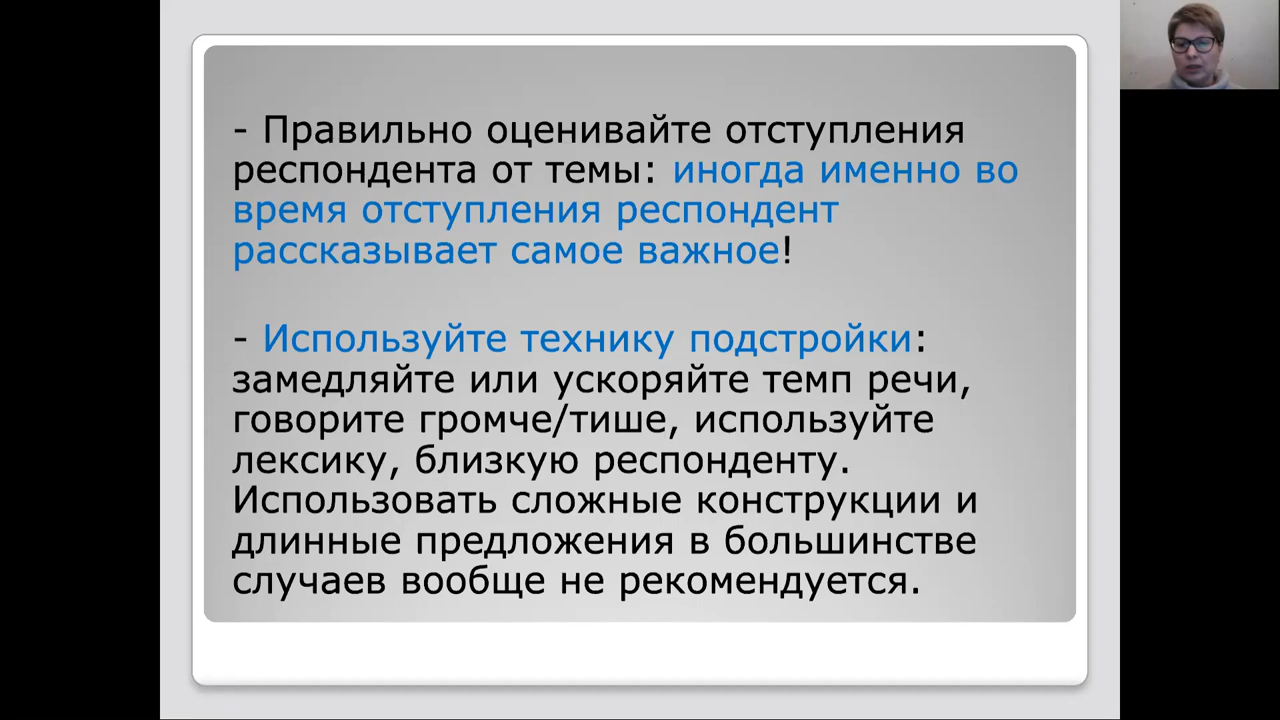 - Правильно оценивайте отступления
респондента от темы: иногда именно во
время отступления респондент
рассказывает самое важное!
- Используйте технику подстройки:
замедляйте или ускоряйте темп речи,
говорите громче/тише, используйте
лексику, близкую респонденту.
Использовать сложные конструкции и
длинные предложения в большинстве
случаев вообще не рекомендуется.